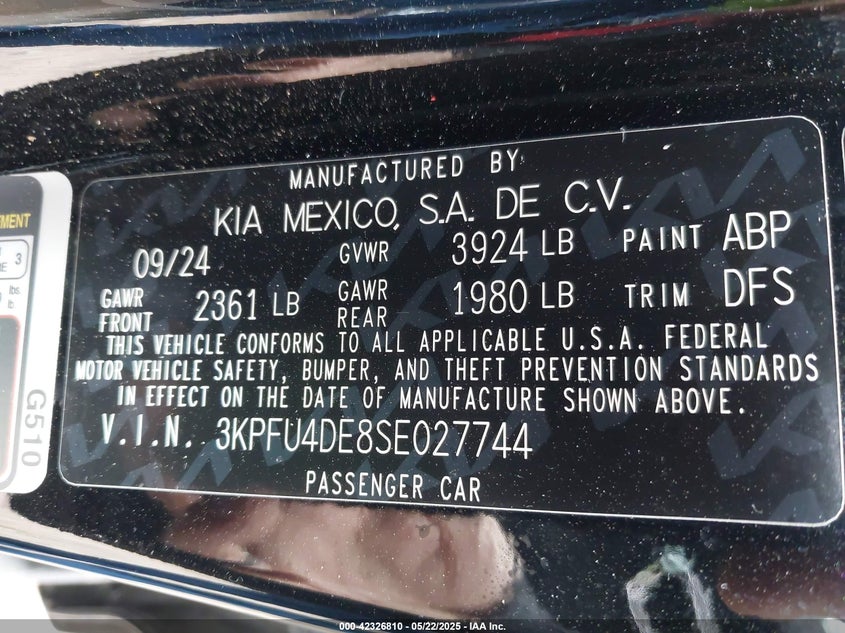 MANUFACTURED BY
KIA MEXICO, S.A. DE C.V.
09/24 GVWR 3924 LB PAINT ABP
GAWR FRONT 2361 LB GAWR REAR 1980 LB TRIM DFS
THIS VEHICLE CONFORMS TO ALL APPLICABLE U.S.A. FEDERAL
MOTOR VEHICLE SAFETY, BUMPER, AND THEFT PREVENTION STANDARDS
IN EFFECT ON THE DATE OF MANUFACTURE SHOWN ABOVE.
V.I.N. 3KPFU4DE8SE027744
PASSENGER CAR
3
lbs.
G510
000-42326810 - 05/22/2025 - IAA Inc.